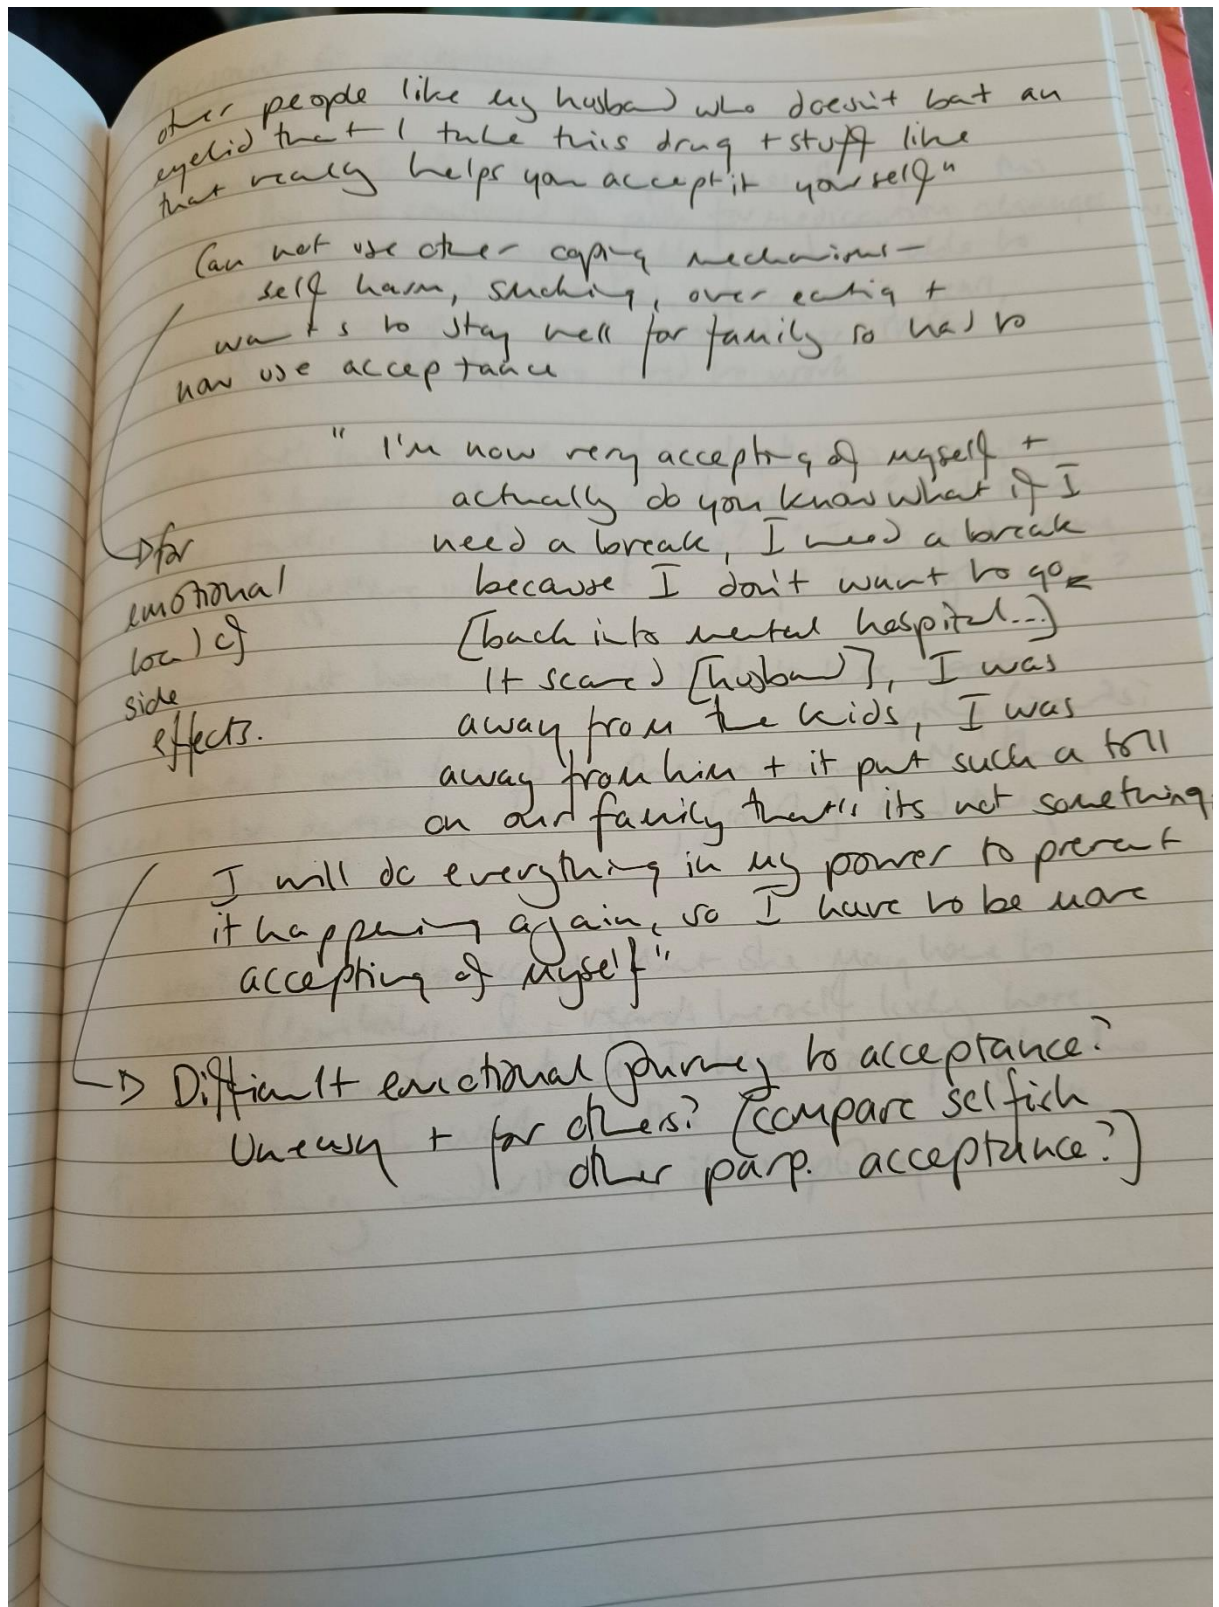 other people like my husband who doesn't bat an
eyelid that I take this drug + stuff like
that really helps you accept it yourself"
Can not use other coping mechanisms -
self harm, smoking, over eating +
wants to stay well for family so had to
now use acceptance
" I'm now very accepting of myself +
actually do you know what if I
need a break, I need a break
because I don't want to go
[back into mental hospital...]
It scared [husband], I was
away from the kids, I was
away from him + it put such a toll
on our family that's its not something
I will do everything in my power to prevent
it happening again, so I have to be more
accepting of myself"
→ for
emotional
load of
side
effects.
→ Difficult emotional journey to acceptance?
Uneasy + for others? [compare selfish
other parp. acceptance?]